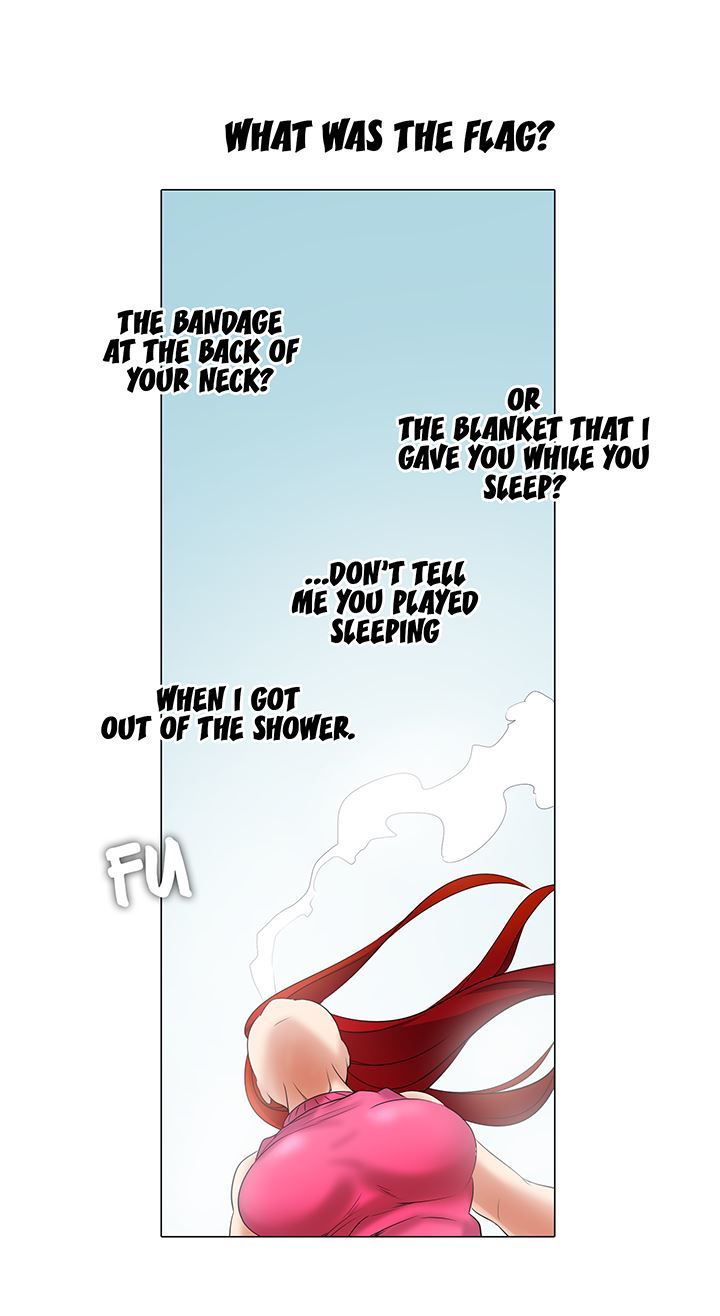 WHAT WAS THE FLAG?
THE BANDAGE
AT THE BACK OF
YOUR NECK?
OR
THE BLANKET THAT I
GAVE YOU WHILE YOU
SLEEP?
...DON'T TELL
ME YOU PLAYED
SLEEPING
WHEN I GOT
OUT OF THE SHOWER.
FU